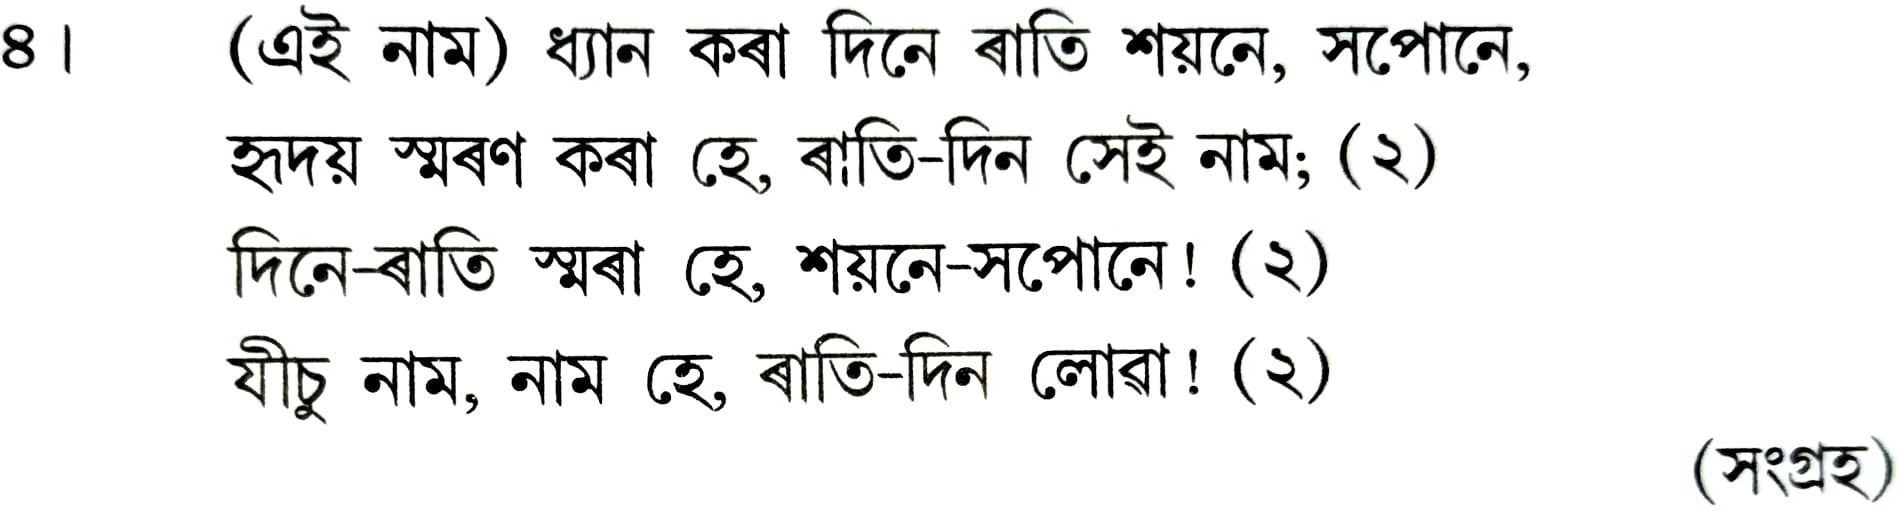 ৪। (এই নাম) ধ্যান কৰা দিনে ৰাতি শয়নে, সপোনে,
হৃদয় স্মৰণ কৰা হে, ৰাতি-দিন সেই নাম; (২)
দিনে-ৰাতি স্মৰা হে, শয়নে-সপোনে! (২)
যীচু নাম, নাম হে, ৰাতি-দিন লোৱা! (২)
(সংগ্ৰহ)